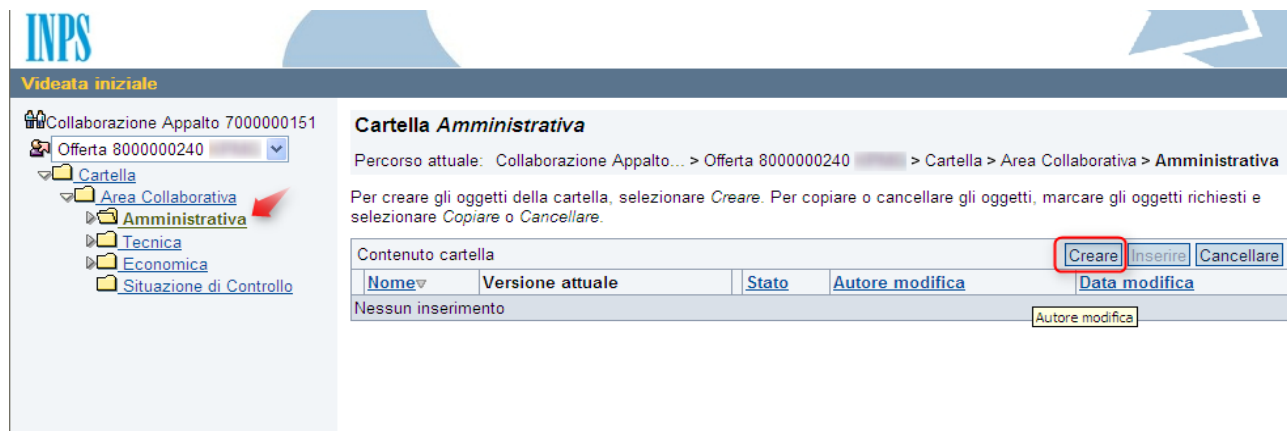 INPS
Videata iniziale
Collaborazione Appalto 7000000151
Offerta 8000000240
Cartella
Area Collaborativa
Amministrativa
Tecnica
Economica
Situazione di Controllo
Cartella Amministrativa
Percorso attuale: Collaborazione Appalto... > Offerta 8000000240 > Cartella > Area Collaborativa > Amministrativa
Per creare gli oggetti della cartella, selezionare Creare. Per copiare o cancellare gli oggetti, marcare gli oggetti richiesti e
selezionare Copiare o Cancellare.
Contenuto cartella Creare Inserire Cancellare
Nome Versione attuale Stato Autore modifica Data modifica
Nessun inserimento
Autore modifica